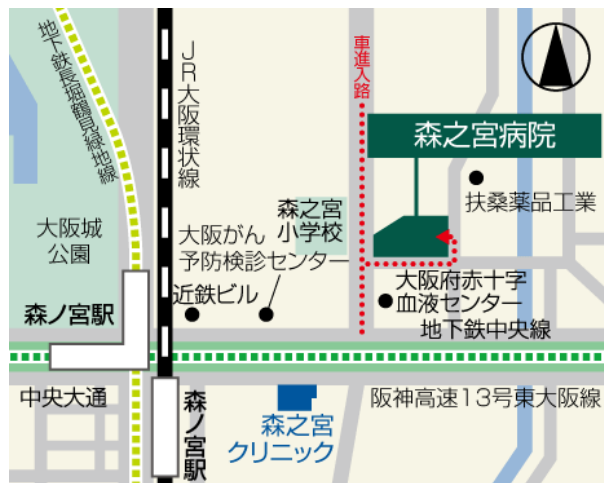 地下鉄長堀鶴見緑地線
JR大阪環状線
車進入路
森之宮病院
扶桑薬品工業
大阪城
公園
森之宮
小学校
大阪がん
予防検診センター
近鉄ビル
大阪府赤十字
血液センター
森ノ宮駅
地下鉄中央線
中央大通
森ノ宮駅
森之宮
クリニック
阪神高速13号東大阪線